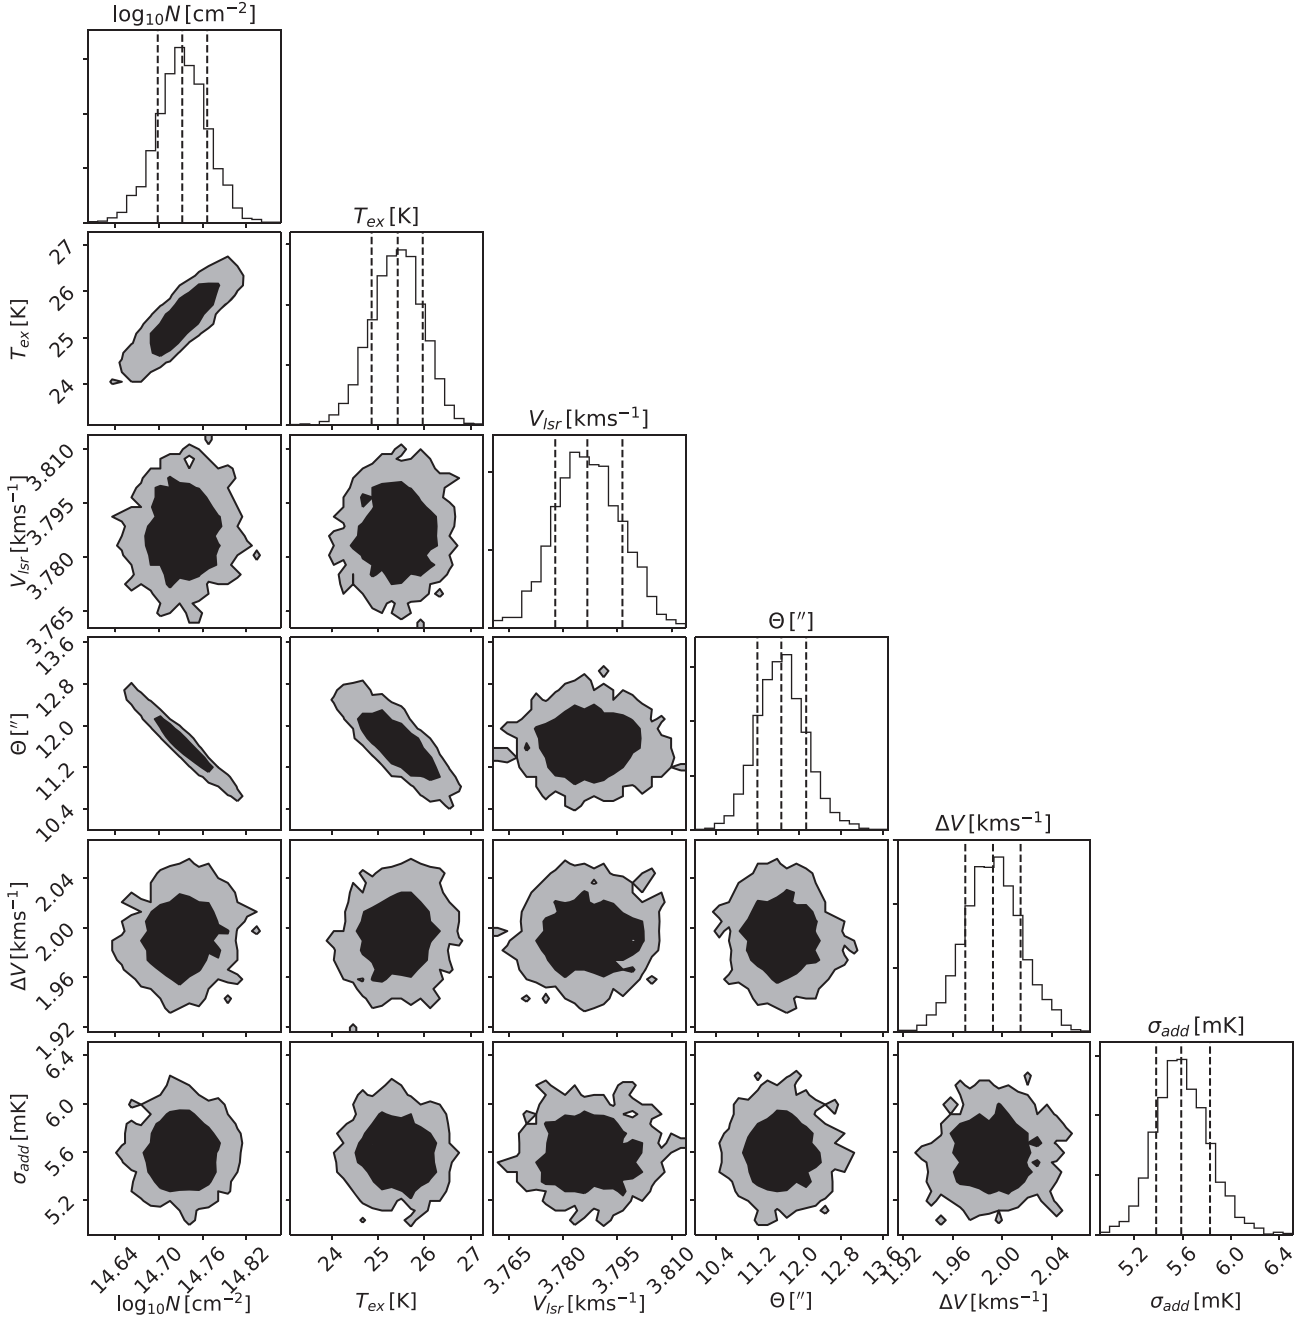 log₁₀N [cm⁻²]
T_ex [K]
27
26
25
24
T_ex [K]
V_lsr [kms⁻¹]
3.810
3.795
3.780
3.765
V_lsr [kms⁻¹]
Θ [″]
13.6
12.8
12.0
11.2
10.4
Θ [″]
ΔV [kms⁻¹]
2.04
2.00
1.96
1.92
ΔV [kms⁻¹]
σ_add [mK]
6.4
6.0
5.6
5.2
σ_add [mK]
14.64 14.70 14.76 14.82 24 25 26 27 3.765 3.780 3.795 3.810 10.4 11.2 12.0 12.8 13.6 1.92 1.96 2.00 2.04 5.2 5.6 6.0 6.4
log₁₀N [cm⁻²] T_ex [K] V_lsr [kms⁻¹] Θ [″] ΔV [kms⁻¹] σ_add [mK]